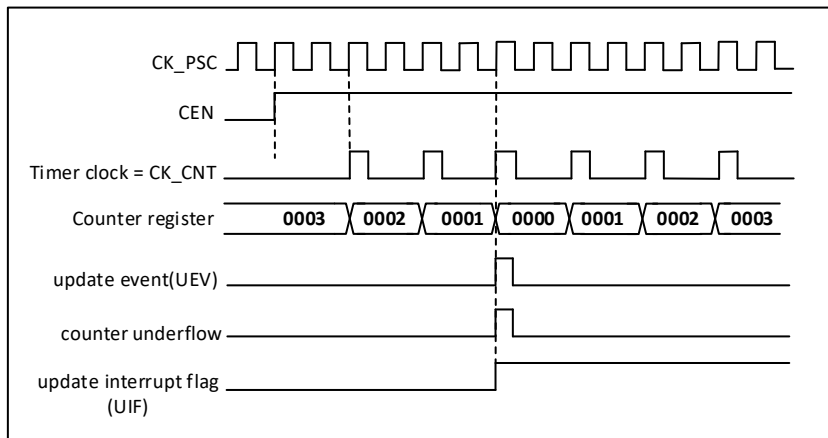 CK_PSC
CEN
Timer clock = CK_CNT
Counter register 0003 0002 0001 0000 0001 0002 0003
update event(UEV)
counter underflow
update interrupt flag
(UIF)